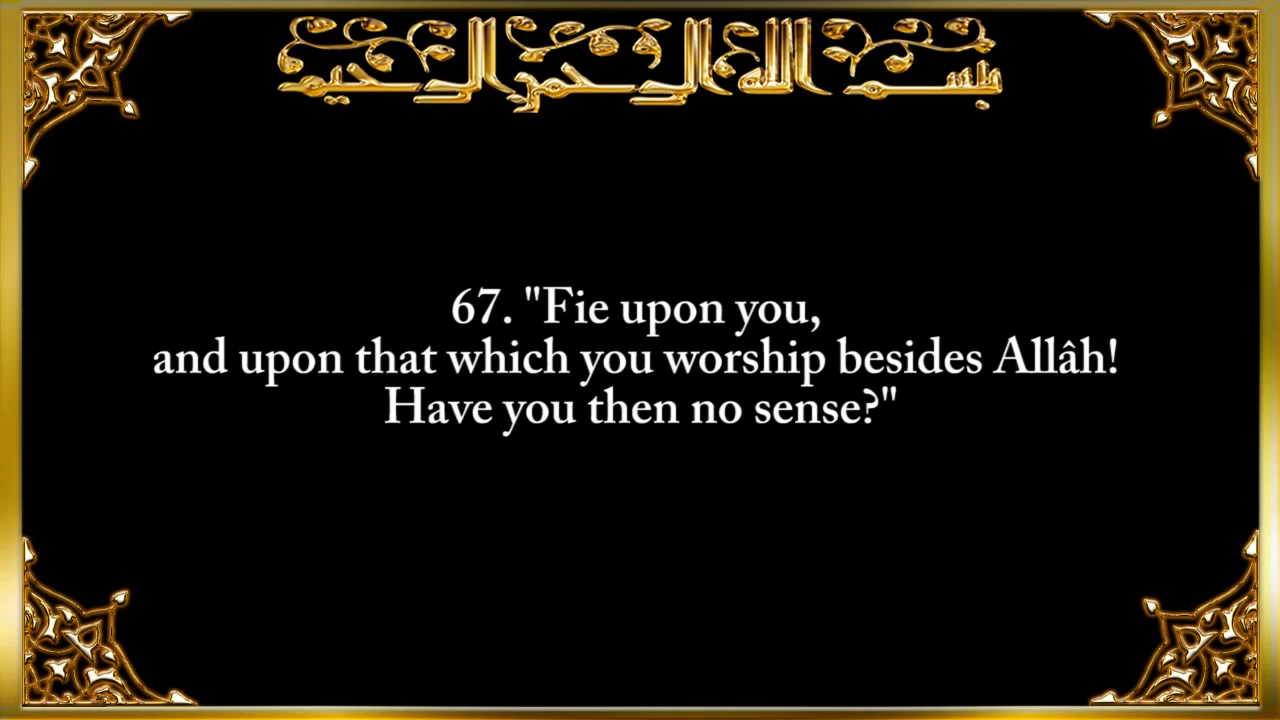 بسم الله الرحمن الرحيم
67. "Fie upon you,
and upon that which you worship besides Allâh!
Have you then no sense?"